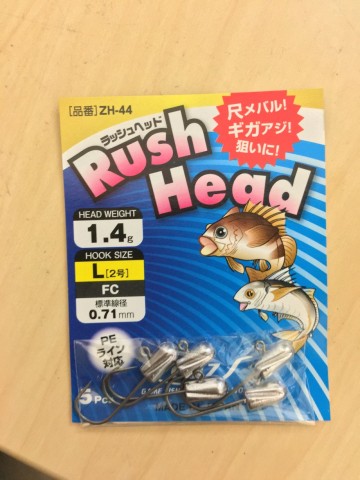 [品番]ZH-44
ラッシュヘッド
Rush
Head
尺メバル!
ギガアジ!
狙いに!
HEAD WEIGHT
1.4g
HOOK SIZE
L[2号]
FC
標準線径
0.71mm
PE
ライン
対応
5
MADE